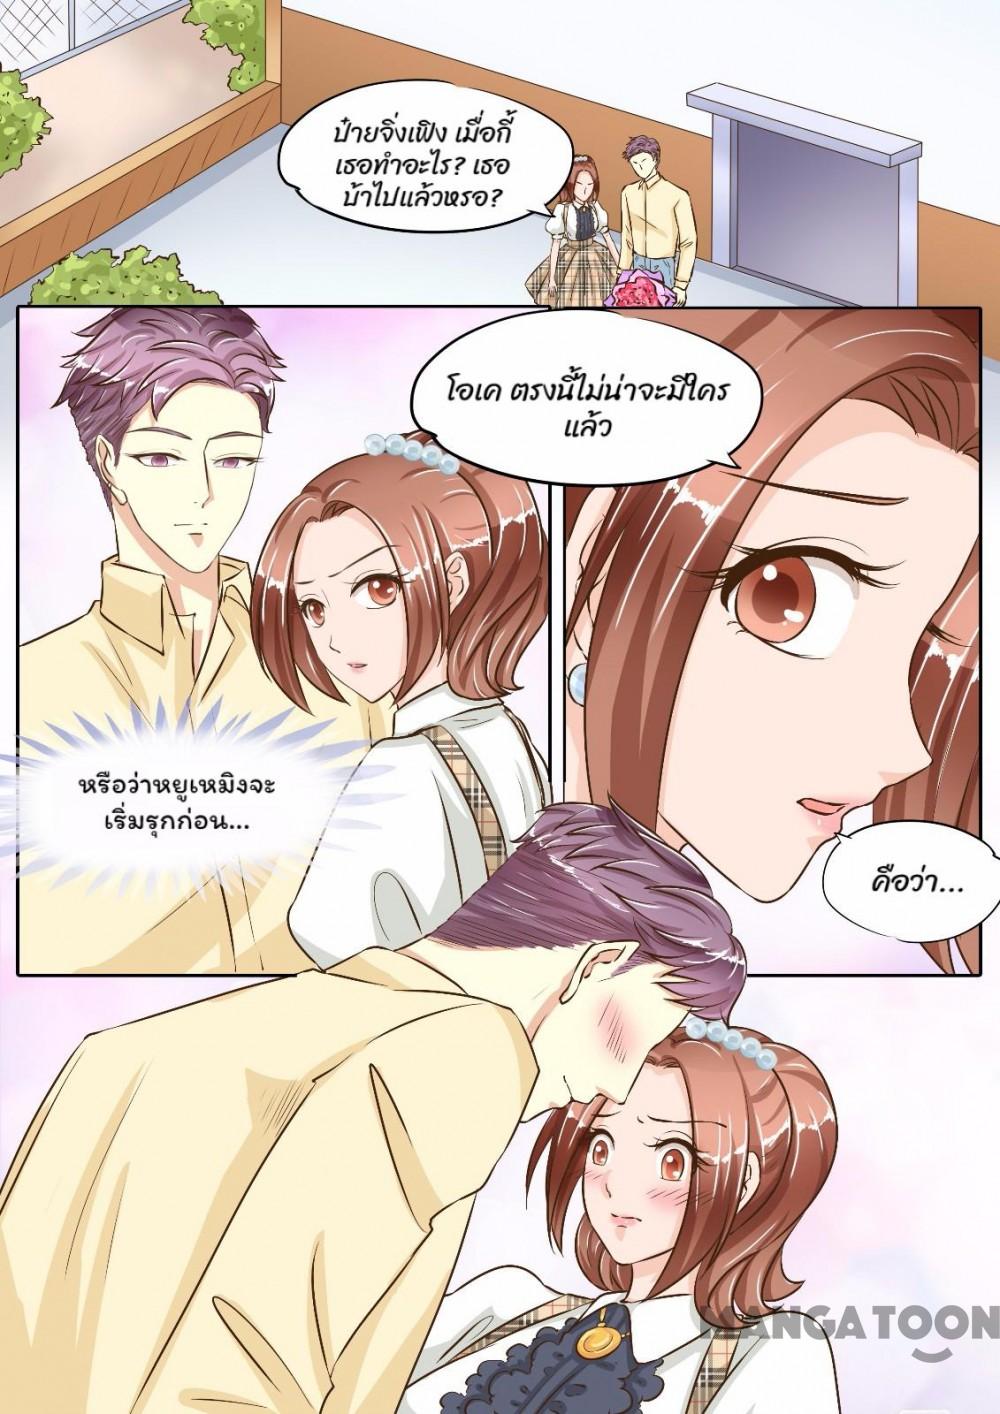 ป๋ายจิ่งเฟิง เมื่อกี้
เธอทำอะไร? เธอ
บ้าไปแล้วหรอ?
โอเค ตรงนี้ไม่น่าจะมีใคร
แล้ว
หรือว่าหยูเหมิงจะ
เริ่มรุกก่อน...
คือว่า...
MANGATOON